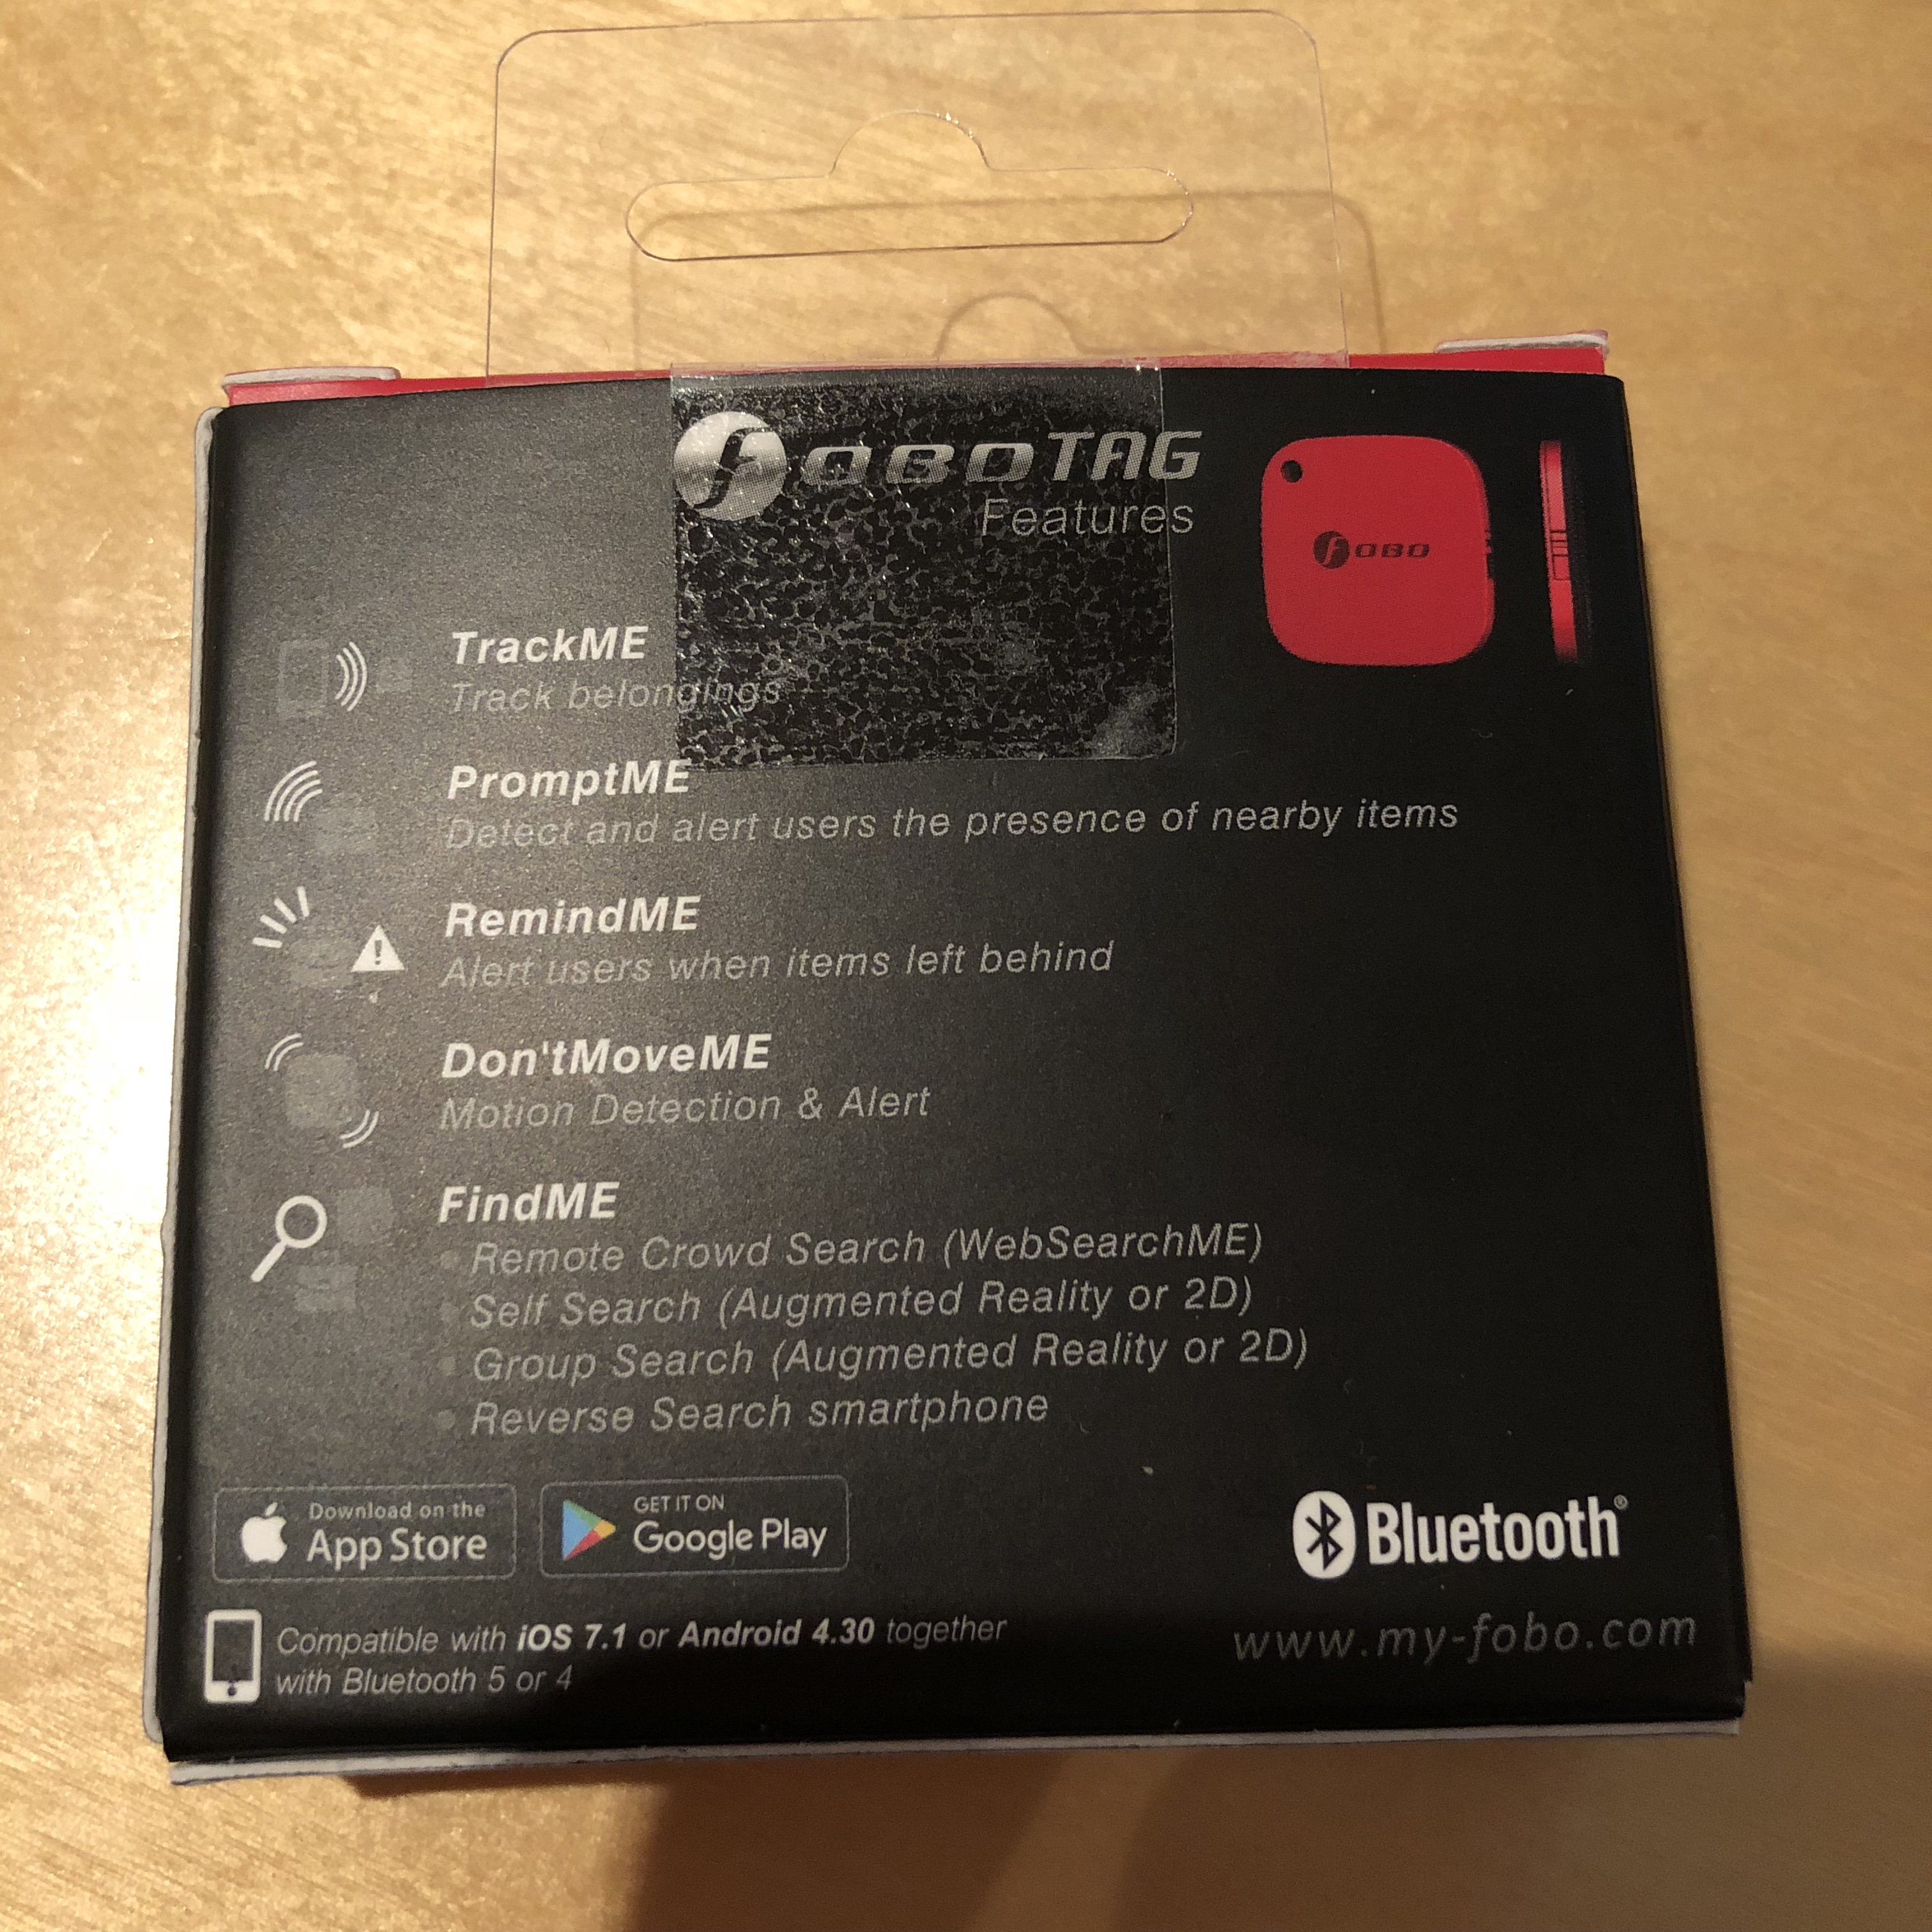 fOBOTAG
Features
fOBO
TrackME
Track belongings
PromptME
Detect and alert users the presence of nearby items
RemindME
Alert users when items left behind
Don'tMoveME
Motion Detection & Alert
FindME
• Remote Crowd Search (WebSearchME)
• Self Search (Augmented Reality or 2D)
• Group Search (Augmented Reality or 2D)
• Reverse Search smartphone
Download on the
App Store
GET IT ON
Google Play
Bluetooth®
Compatible with iOS 7.1 or Android 4.30 together
with Bluetooth 5 or 4
www.my-fobo.com